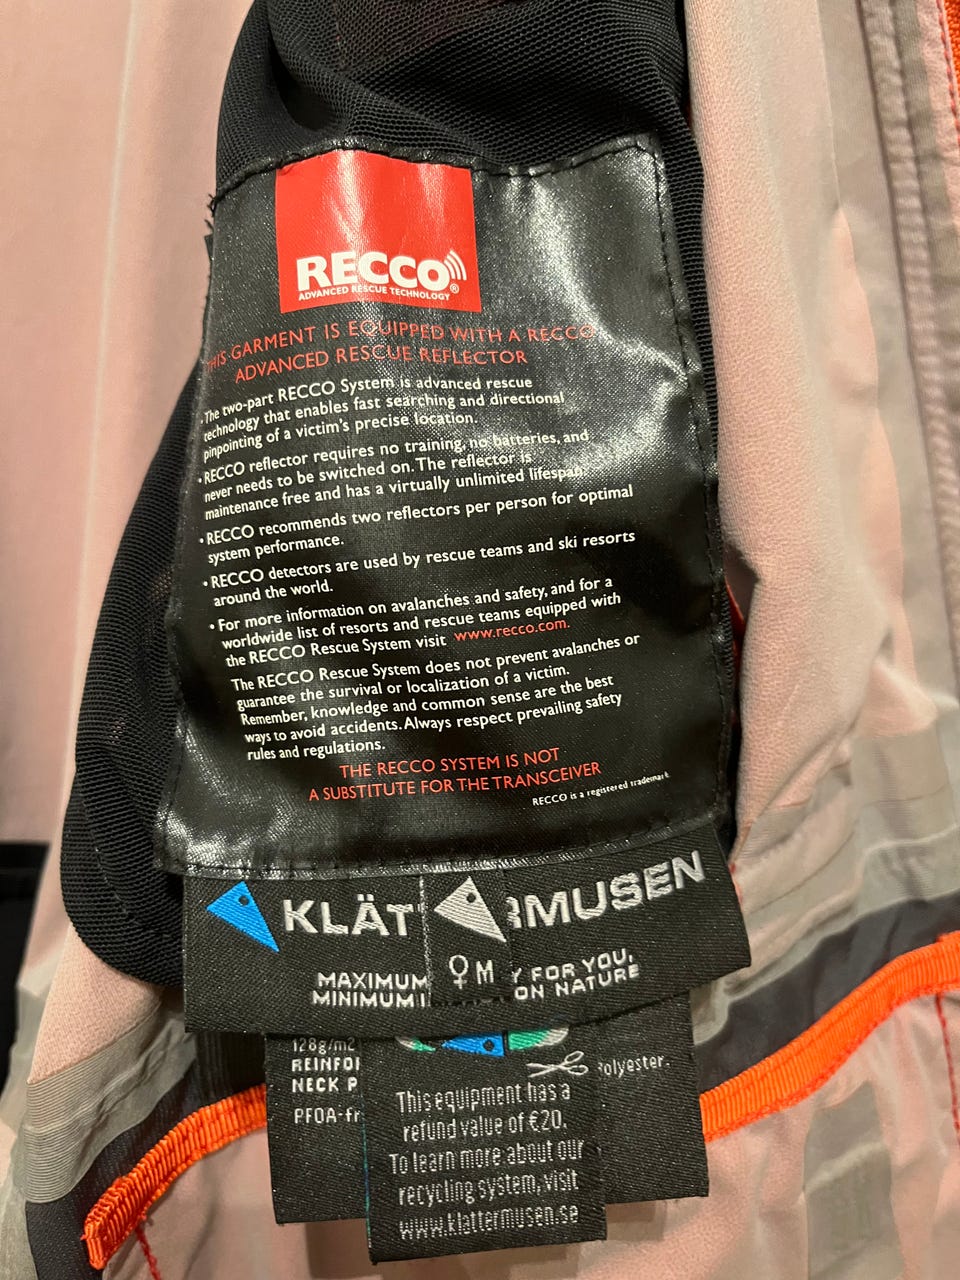 RECCO
ADVANCED RESCUE TECHNOLOGY
THIS GARMENT IS EQUIPPED WITH A RECCO
ADVANCED RESCUE REFLECTOR
• The two-part RECCO System is advanced rescue
technology that enables fast searching and directional
pinpointing of a victim's precise location.
• RECCO reflector requires no training, no batteries, and
never needs to be switched on. The reflector is
maintenance free and has a virtually unlimited lifespan.
• RECCO recommends two reflectors per person for optimal
system performance.
• RECCO detectors are used by rescue teams and ski resorts
around the world.
• For more information on avalanches and safety, and for a
worldwide list of resorts and rescue teams equipped with
the RECCO Rescue System visit www.recco.com.
The RECCO Rescue System does not prevent avalanches or
guarantee the survival or localization of a victim.
Remember, knowledge and common sense are the best
ways to avoid accidents. Always respect prevailing safety
rules and regulations.
THE RECCO SYSTEM IS NOT
A SUBSTITUTE FOR THE TRANSCEIVER
RECCO is a registered trademark
KLÄT RMUSEN
MAXIMUM Y FOR YOU,
MINIMUM ON NATURE
♀ M
128g/m2
REINFO
NECK P
PFOA-fr
Polyester.
This equipment has a
refund value of €20.
To learn more about our
recycling system, visit
www.klattermusen.se